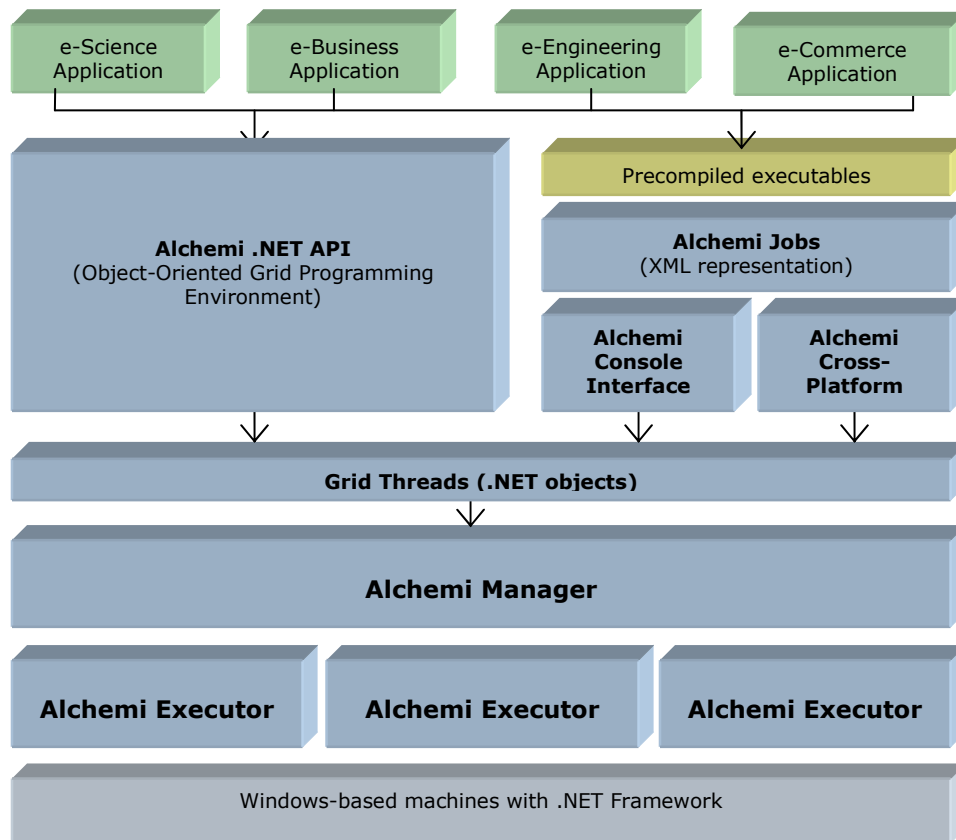 e-Science
Application
e-Business
Application
e-Engineering
Application
e-Commerce
Application
Alchemi .NET API
(Object-Oriented Grid Programming
Environment)
Precompiled executables
Alchemi Jobs
(XML representation)
Alchemi
Console
Interface
Alchemi
Cross-
Platform
Grid Threads (.NET objects)
Alchemi Manager
Alchemi Executor
Alchemi Executor
Alchemi Executor
Windows-based machines with .NET Framework